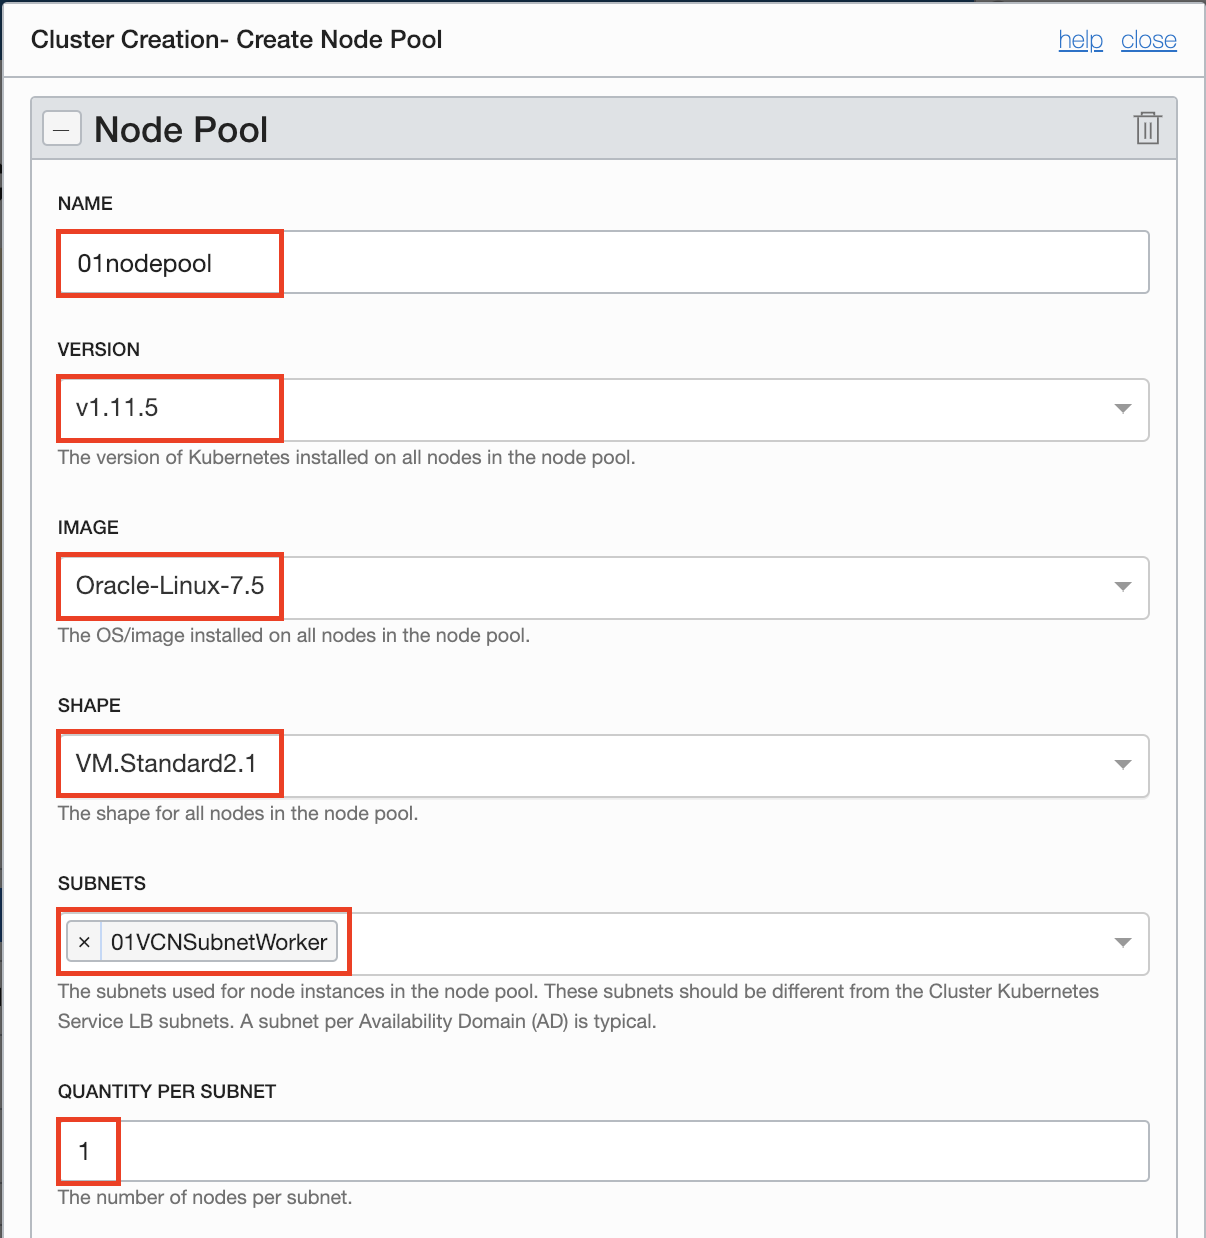 Cluster Creation- Create Node Pool
help close
Node Pool
NAME
01nodepool
VERSION
v1.11.5
The version of Kubernetes installed on all nodes in the node pool.
IMAGE
Oracle-Linux-7.5
The OS/image installed on all nodes in the node pool.
SHAPE
VM.Standard2.1
The shape for all nodes in the node pool.
SUBNETS
× 01VCNSubnetWorker
The subnets used for node instances in the node pool. These subnets should be different from the Cluster Kubernetes
Service LB subnets. A subnet per Availability Domain (AD) is typical.
QUANTITY PER SUBNET
1
The number of nodes per subnet.